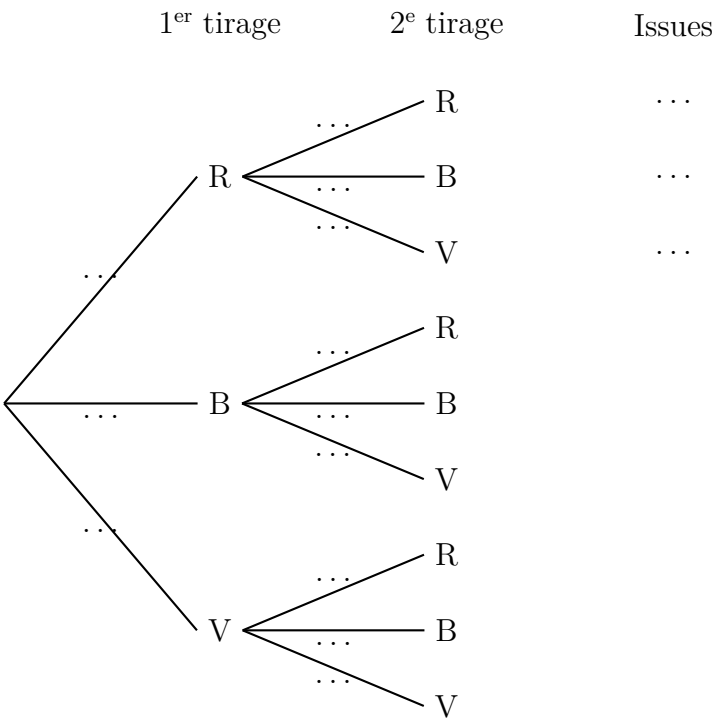 1er tirage 2e tirage Issues
... R ...
R ... B ...
... V ...
...
... R
... B ... B
... V
...
... R
V ... B
... V